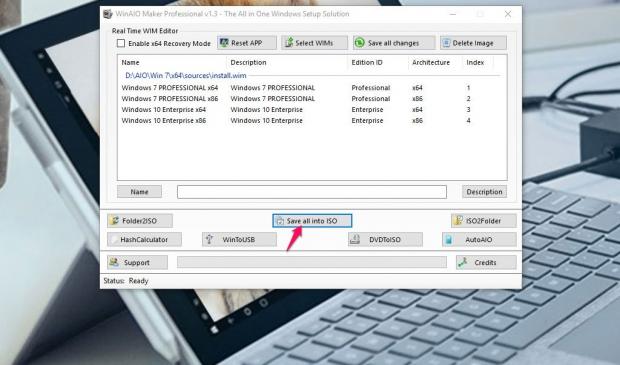 WinAIO Maker Professional v1.3 - The All in One Windows Setup Solution
Real Time WIM Editor
Enable x64 Recovery Mode Reset APP Select WIMs Save all changes Delete Image
Name Description Edition ID Architecture Index
D:\AIO\Win 7\x64\sources\install.wim
Windows 7 PROFESSIONAL x64 Windows 7 PROFESSIONAL Professional x64 1
Windows 7 PROFESSIONAL x86 Windows 7 PROFESSIONAL Professional x86 2
Windows 10 Enterprise x64 Windows 10 Enterprise Enterprise x64 3
Windows 10 Enterprise x86 Windows 10 Enterprise Enterprise x86 4
Name Description
Folder2ISO Save all into ISO ISO2Folder
HashCalculator WinToUSB DVDToISO AutoAIO
Support Credits
Status: Ready